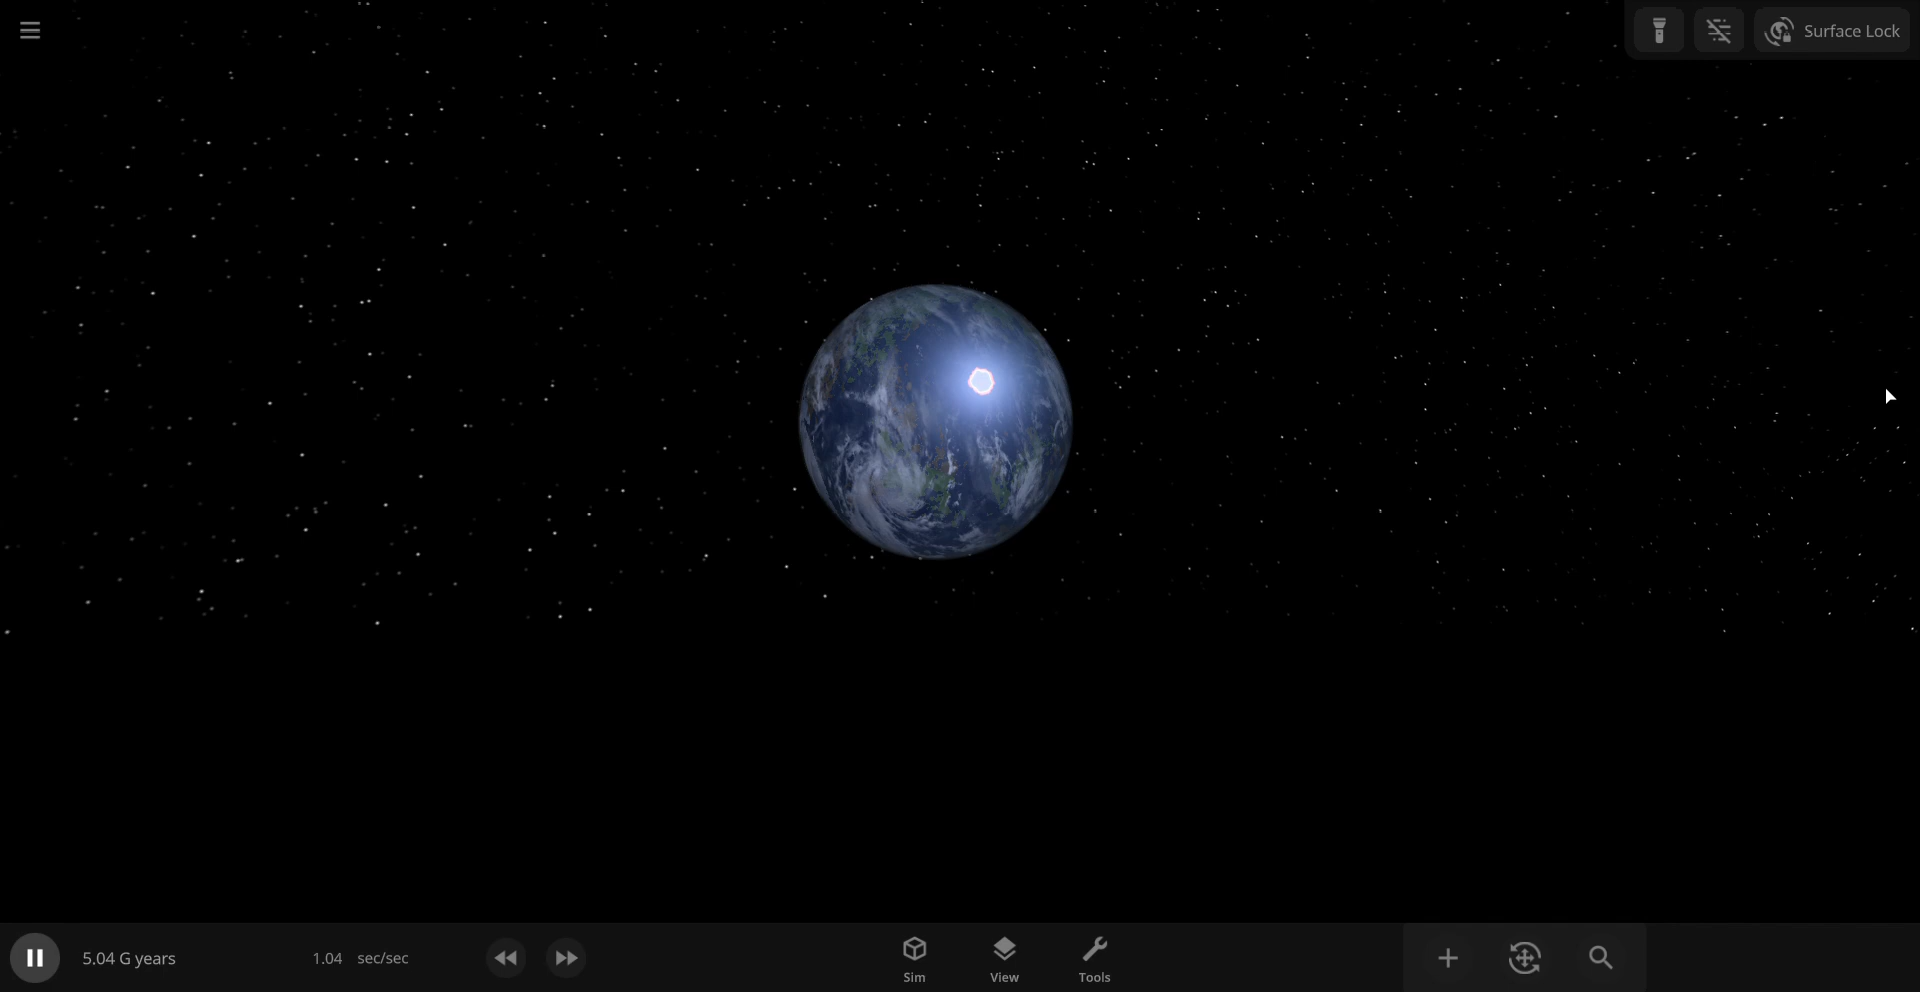 Surface Lock
5.04 G years
1.04 sec/sec
Sim
View
Tools